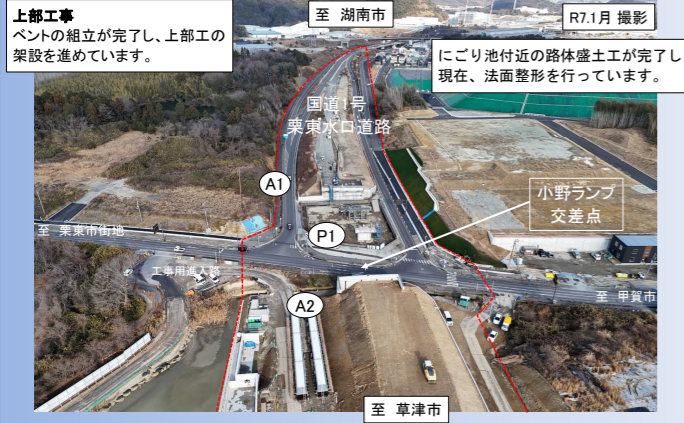 上部工事
ベントの組立が完了し、上部工の
架設を進めています。
至 湖南市
R7.1月 撮影
にごり池付近の路体盛土工が完了し
現在、法面整形を行っています。
国道1号
栗東水口道路
A1
小野ランプ
交差点
至 栗東市街地
P1
工事用進入路
A2
至 甲賀市
至 草津市